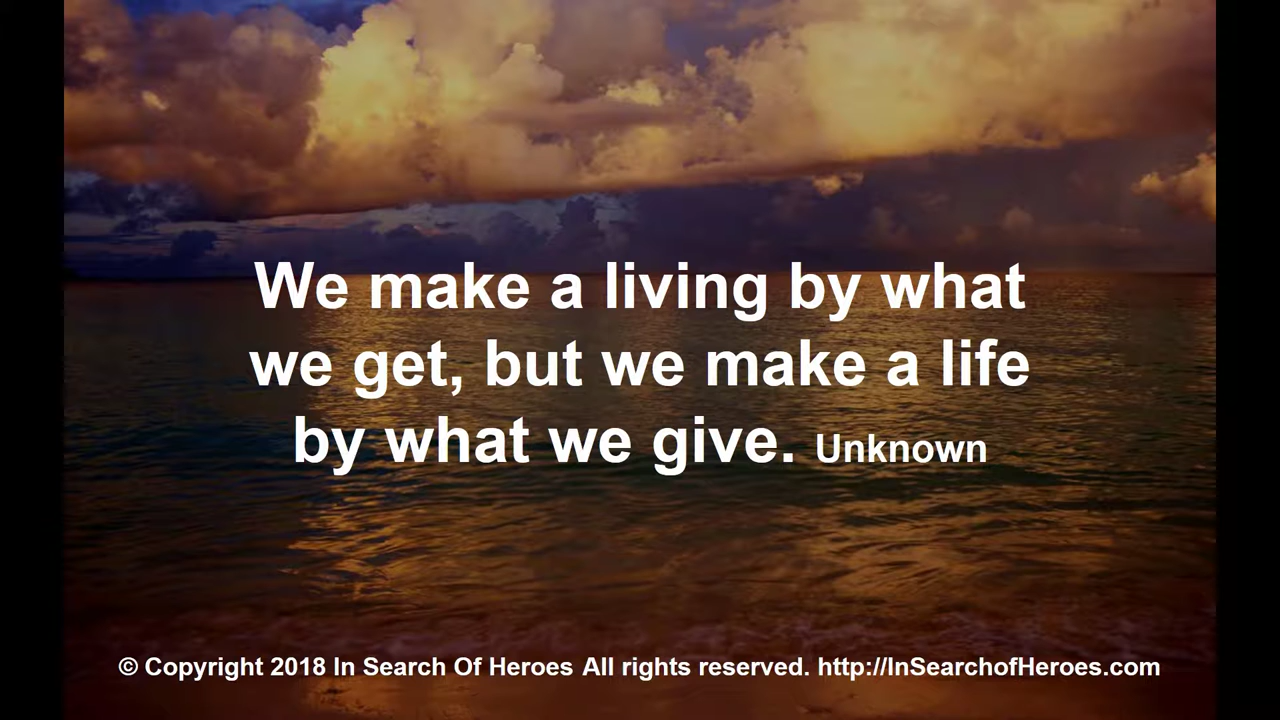 We make a living by what
we get, but we make a life
by what we give. Unknown
© Copyright 2018 In Search Of Heroes All rights reserved. http://InSearchofHeroes.com